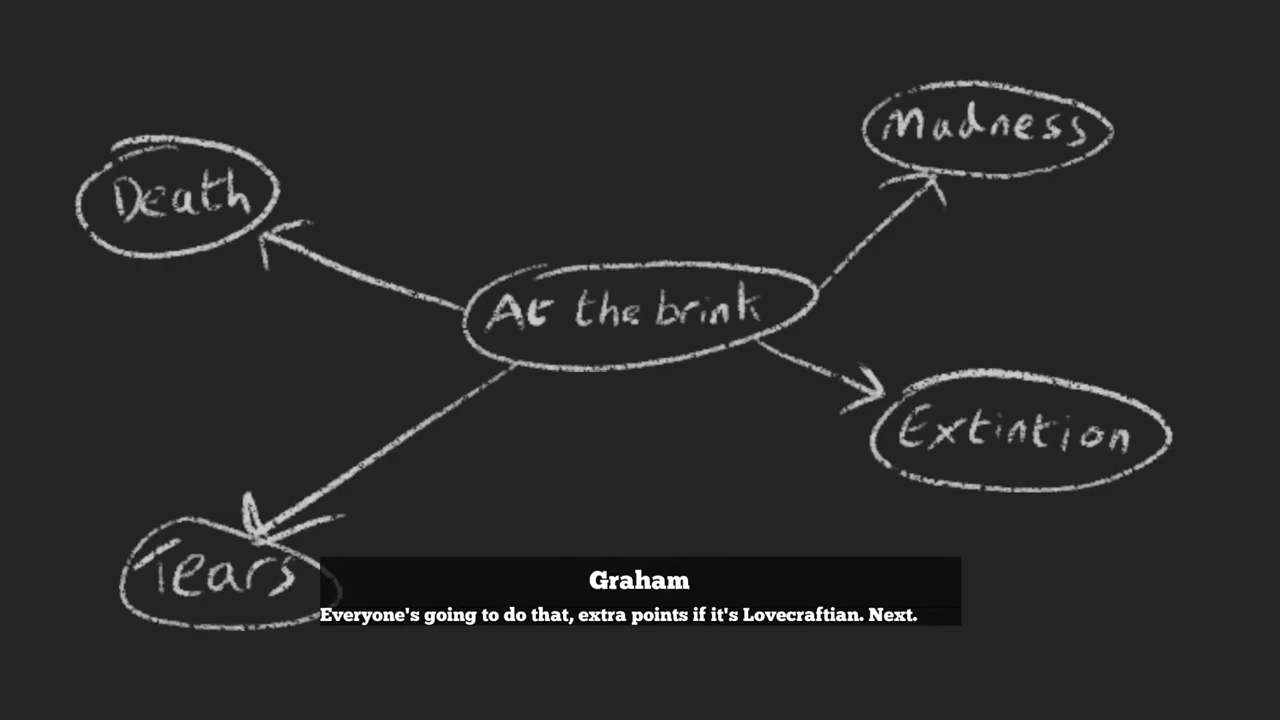 Madness
Death
At the brink
Extintion
Tears
Graham
Everyone's going to do that, extra points if it's Lovecraftian. Next.